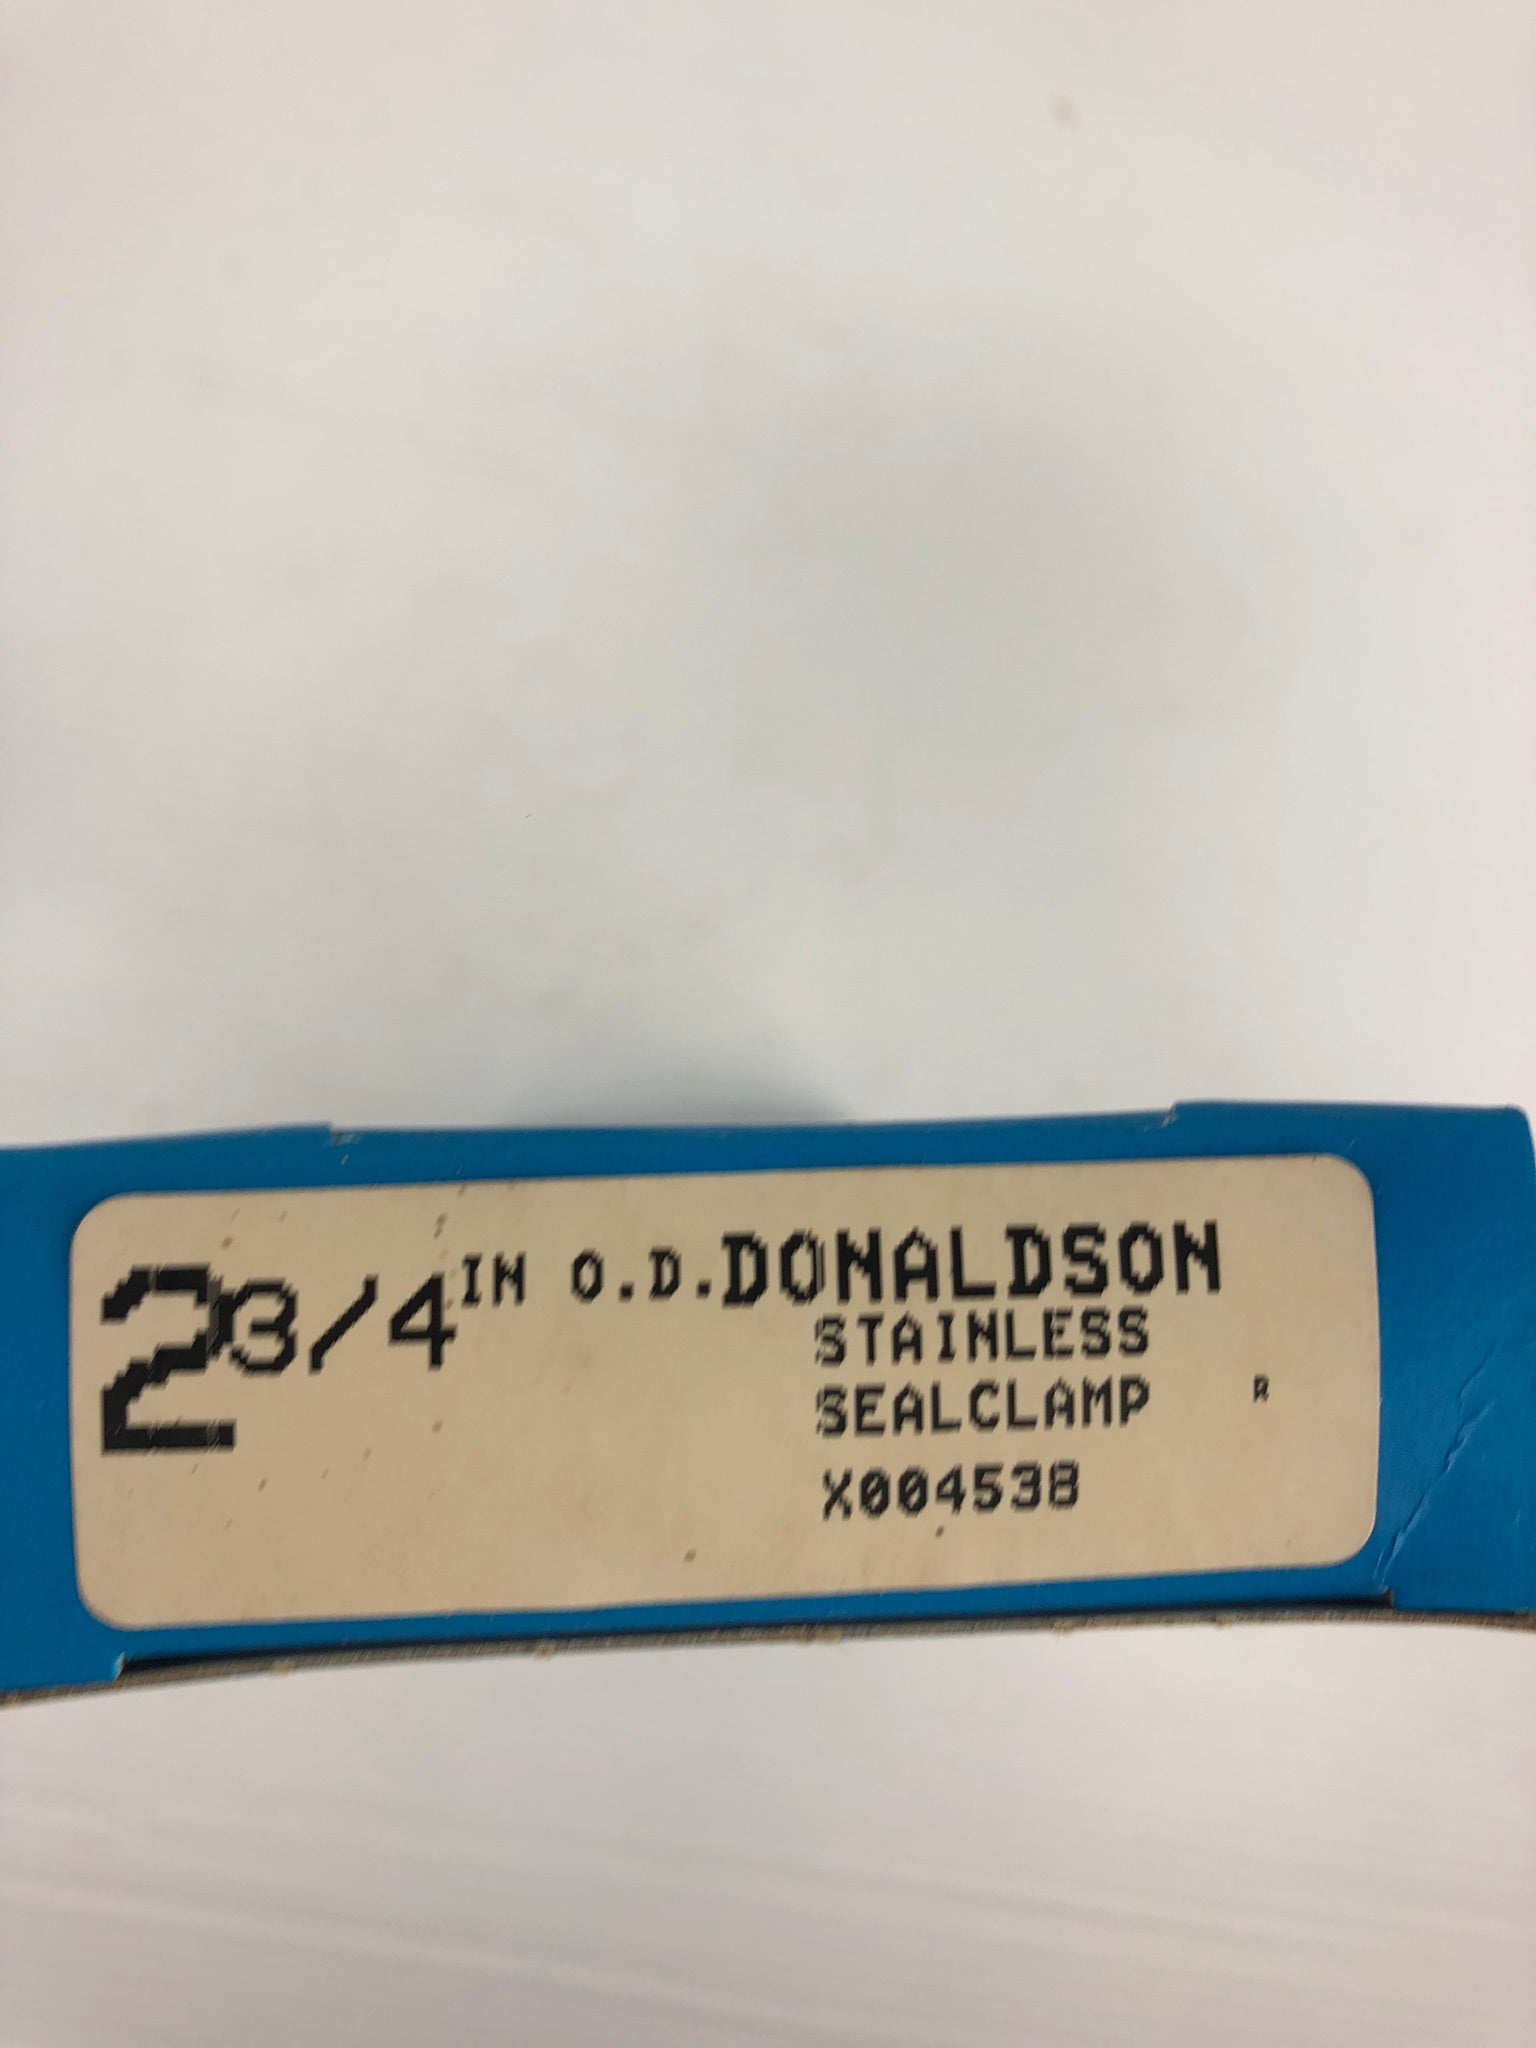 2 3/4 IN O.D. DONALDSON
STAINLESS
SEALCLAMP R
X004538